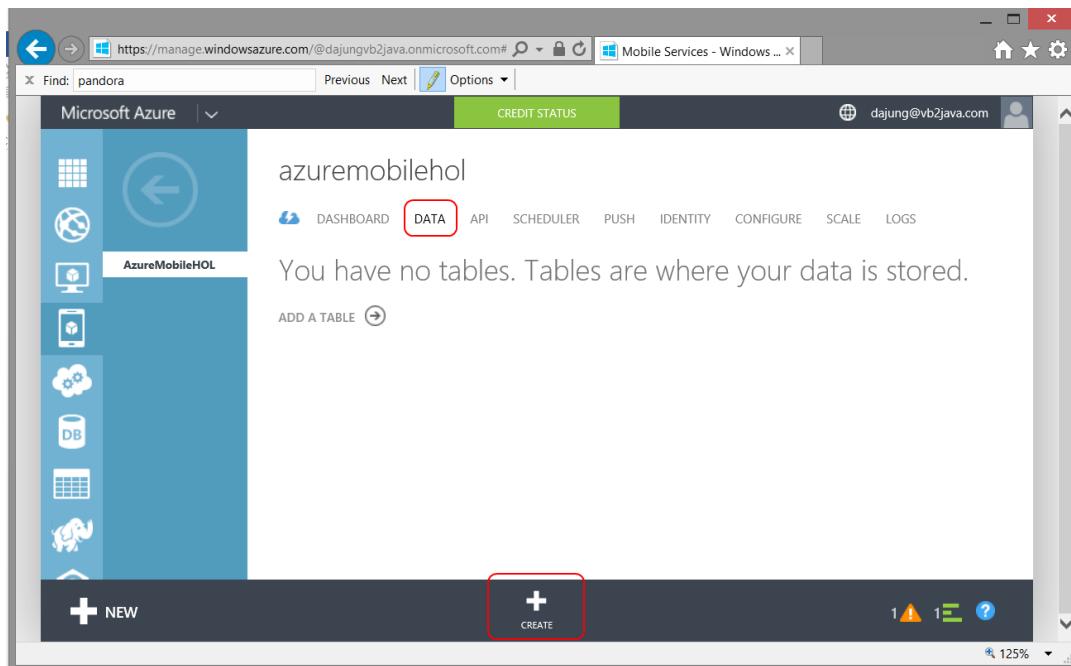 https://manage.windowsazure.com/@dajungvb2java.onmicrosoft.com#
Mobile Services - Windows ...
x Find: pandora Previous Next Options
Microsoft Azure CREDIT STATUS dajung@vb2java.com
azuremobilehol
DASHBOARD DATA API SCHEDULER PUSH IDENTITY CONFIGURE SCALE LOGS
AzureMobileHOL
You have no tables. Tables are where your data is stored.
ADD A TABLE
DB
NEW
CREATE
1 1 ?
125%